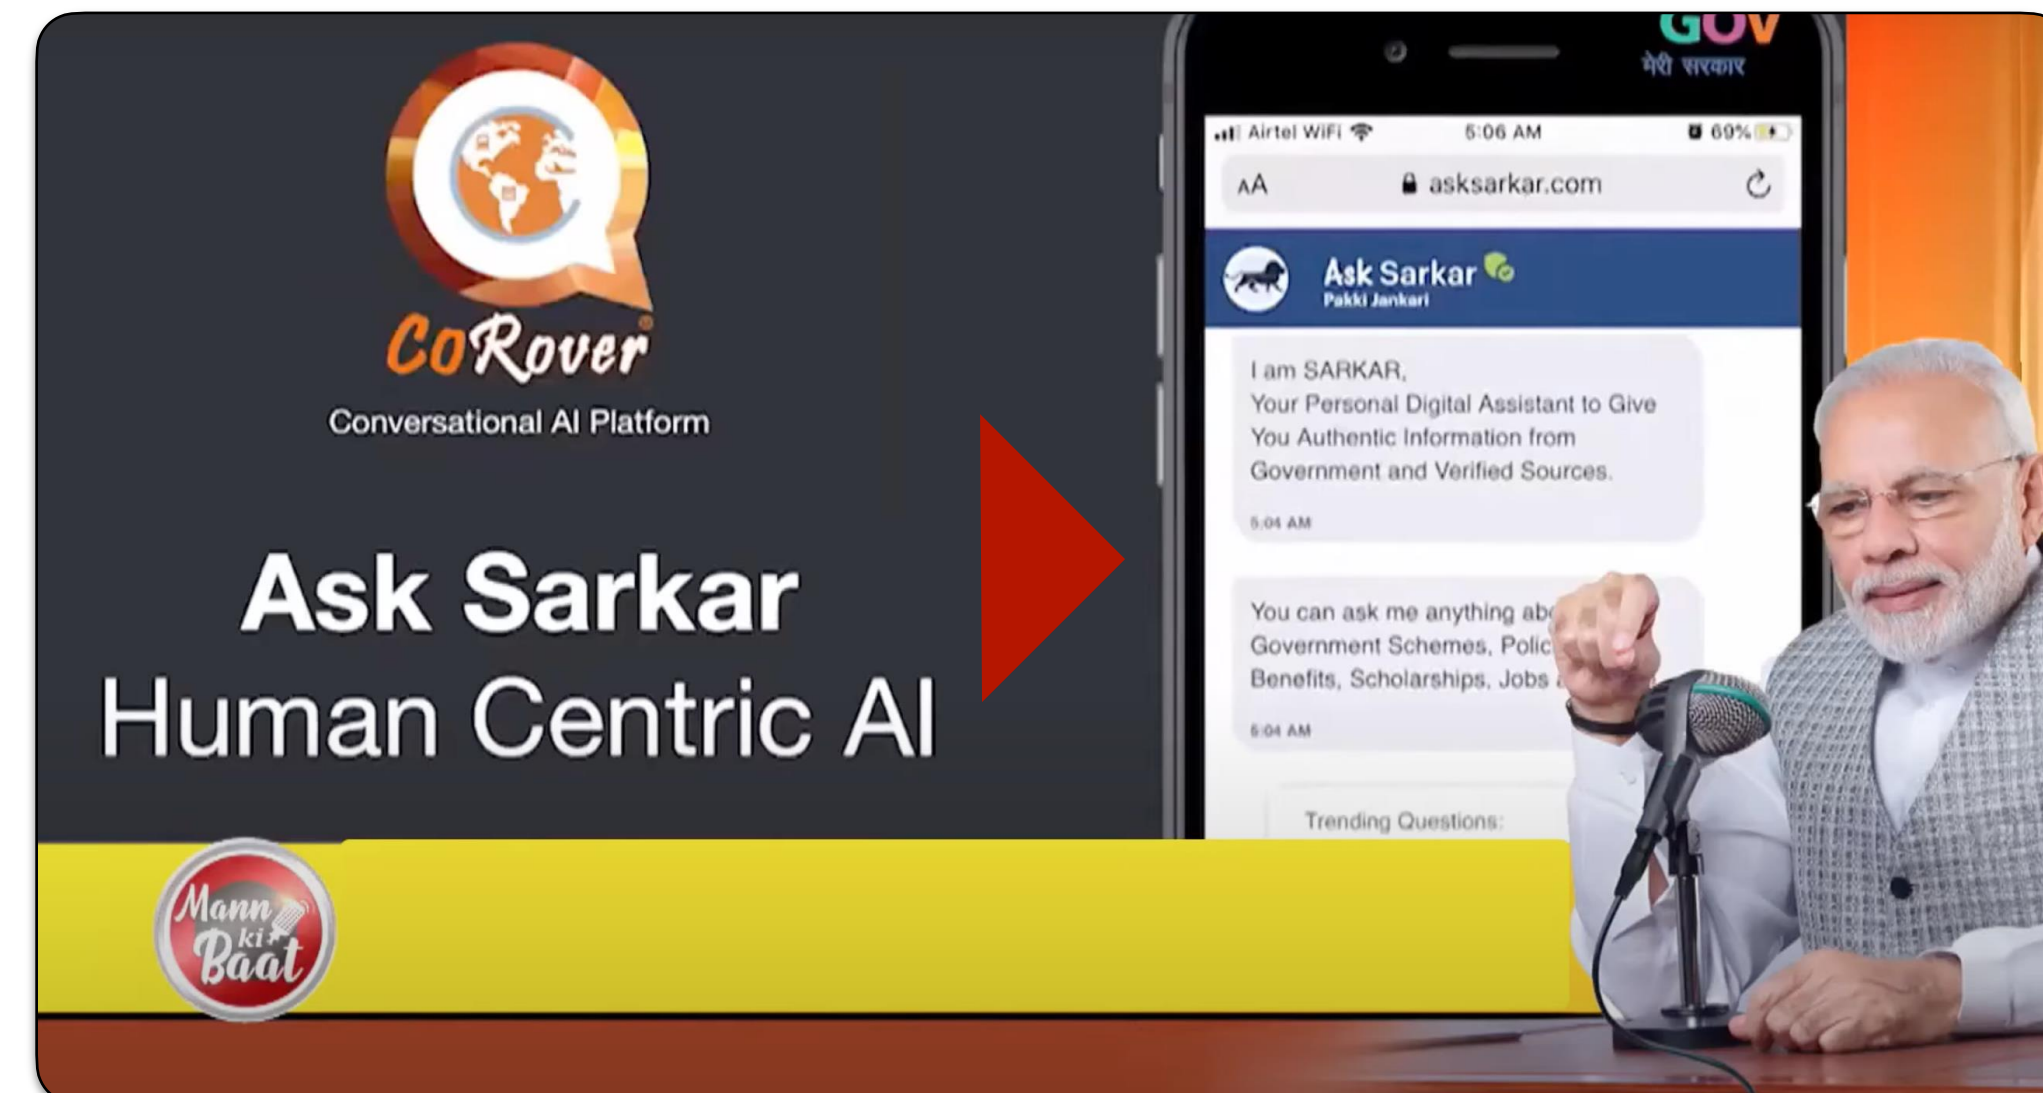 CoRover®
Conversational AI Platform
Ask Sarkar
Human Centric AI
GOV
मेरी सरकार
Airtel WiFi
5:06 AM
69%
AA
asksarkar.com
Ask Sarkar
Pakki Jankari
I am SARKAR,
Your Personal Digital Assistant to Give
You Authentic Information from
Government and Verified Sources.
5:04 AM
You can ask me anything
Government Schemes,
Benefits, Scholarships, Jobs
5:04 AM
Trending Questions:
Mann
ki
Baat